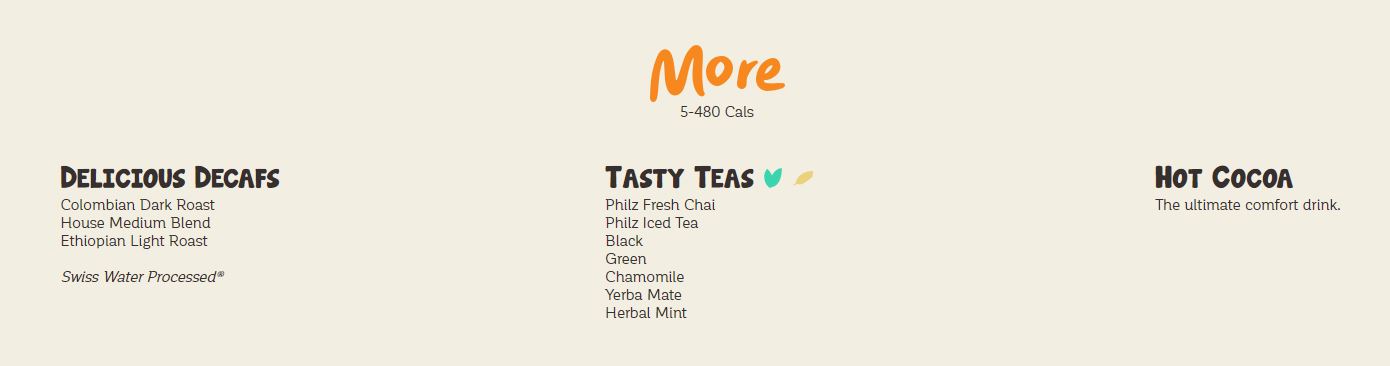 More
5-480 Cals
Delicious Decafs
Colombian Dark Roast
House Medium Blend
Ethiopian Light Roast
Swiss Water Processed®
Tasty Teas
Philz Fresh Chai
Philz Iced Tea
Black
Green
Chamomile
Yerba Mate
Herbal Mint
Hot Cocoa
The ultimate comfort drink.